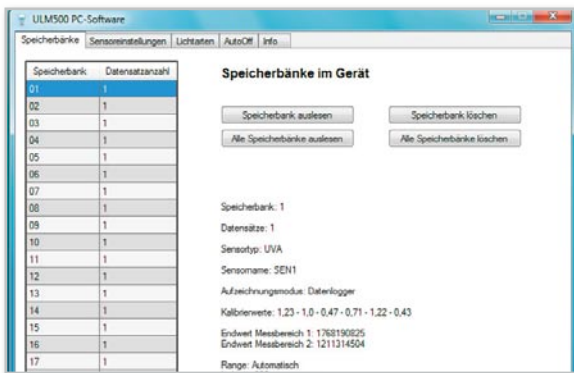 ULM500 PC-Software
Speicherbänke Sensoreinstellungen Lichtarten AutoOff Info
Speicherbank Datensatzanzahl
01 1
02 1
03 1
04 1
05 1
06 1
07 1
08 1
09 1
10 1
11 1
12 1
13 1
14 1
15 1
16 1
17 1
Speicherbänke im Gerät
Speicherbank auslesen Speicherbank löschen
Alle Speicherbänke auslesen Alle Speicherbänke löschen
Speicherbank: 1
Datensätze: 1
Sensortyp: UVA
Sensorname: SEN1
Aufzeichnungsmodus: Datenlogger
Kalibrierwerte: 1,23 - 1,0 - 0,47 - 0,71 - 1,22 - 0,43
Endwert Messbereich 1: 1768190825
Endwert Messbereich 2: 1211314504
Range: Automatisch